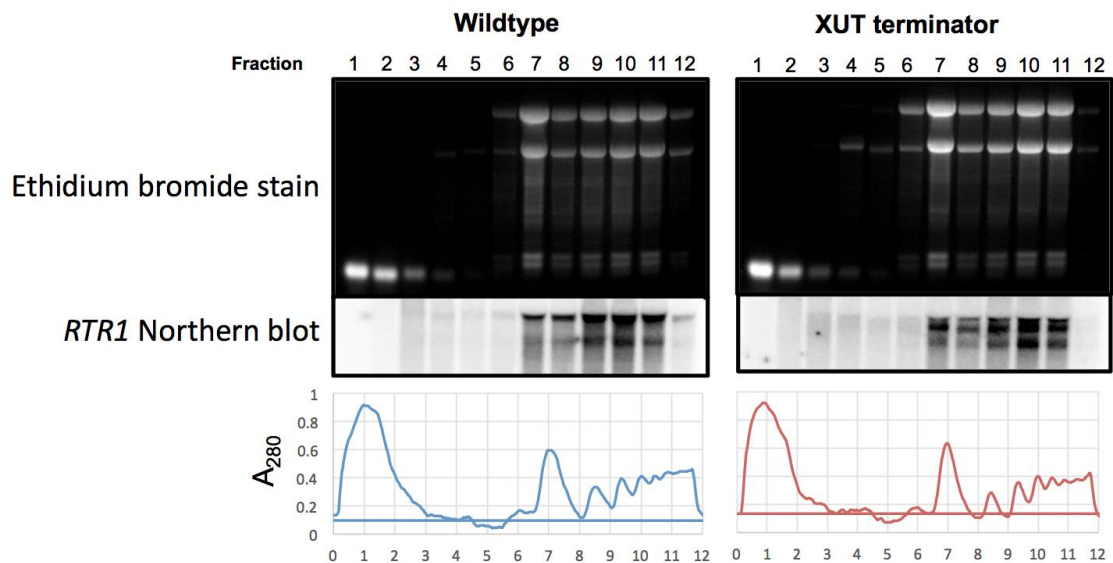 Wildtype
XUT terminator
Fraction 1 2 3 4 5 6 7 8 9 10 11 12
1 2 3 4 5 6 7 8 9 10 11 12
Ethidium bromide stain
RTR1 Northern blot
A280
1
0.8
0.6
0.4
0.2
0
0 1 2 3 4 5 6 7 8 9 10 11 12
0 1 2 3 4 5 6 7 8 9 10 11 12